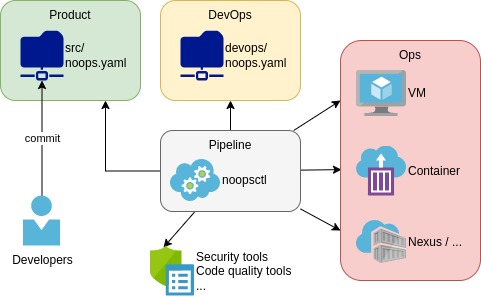 Product
src/
noops.yaml
DevOps
devops/
noops.yaml
Ops
VM
Container
Nexus / ...
Pipeline
noopsctl
commit
Developers
Security tools
Code quality tools
...